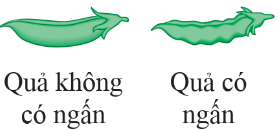 Quả không
có ngấn
Quả có
ngấn